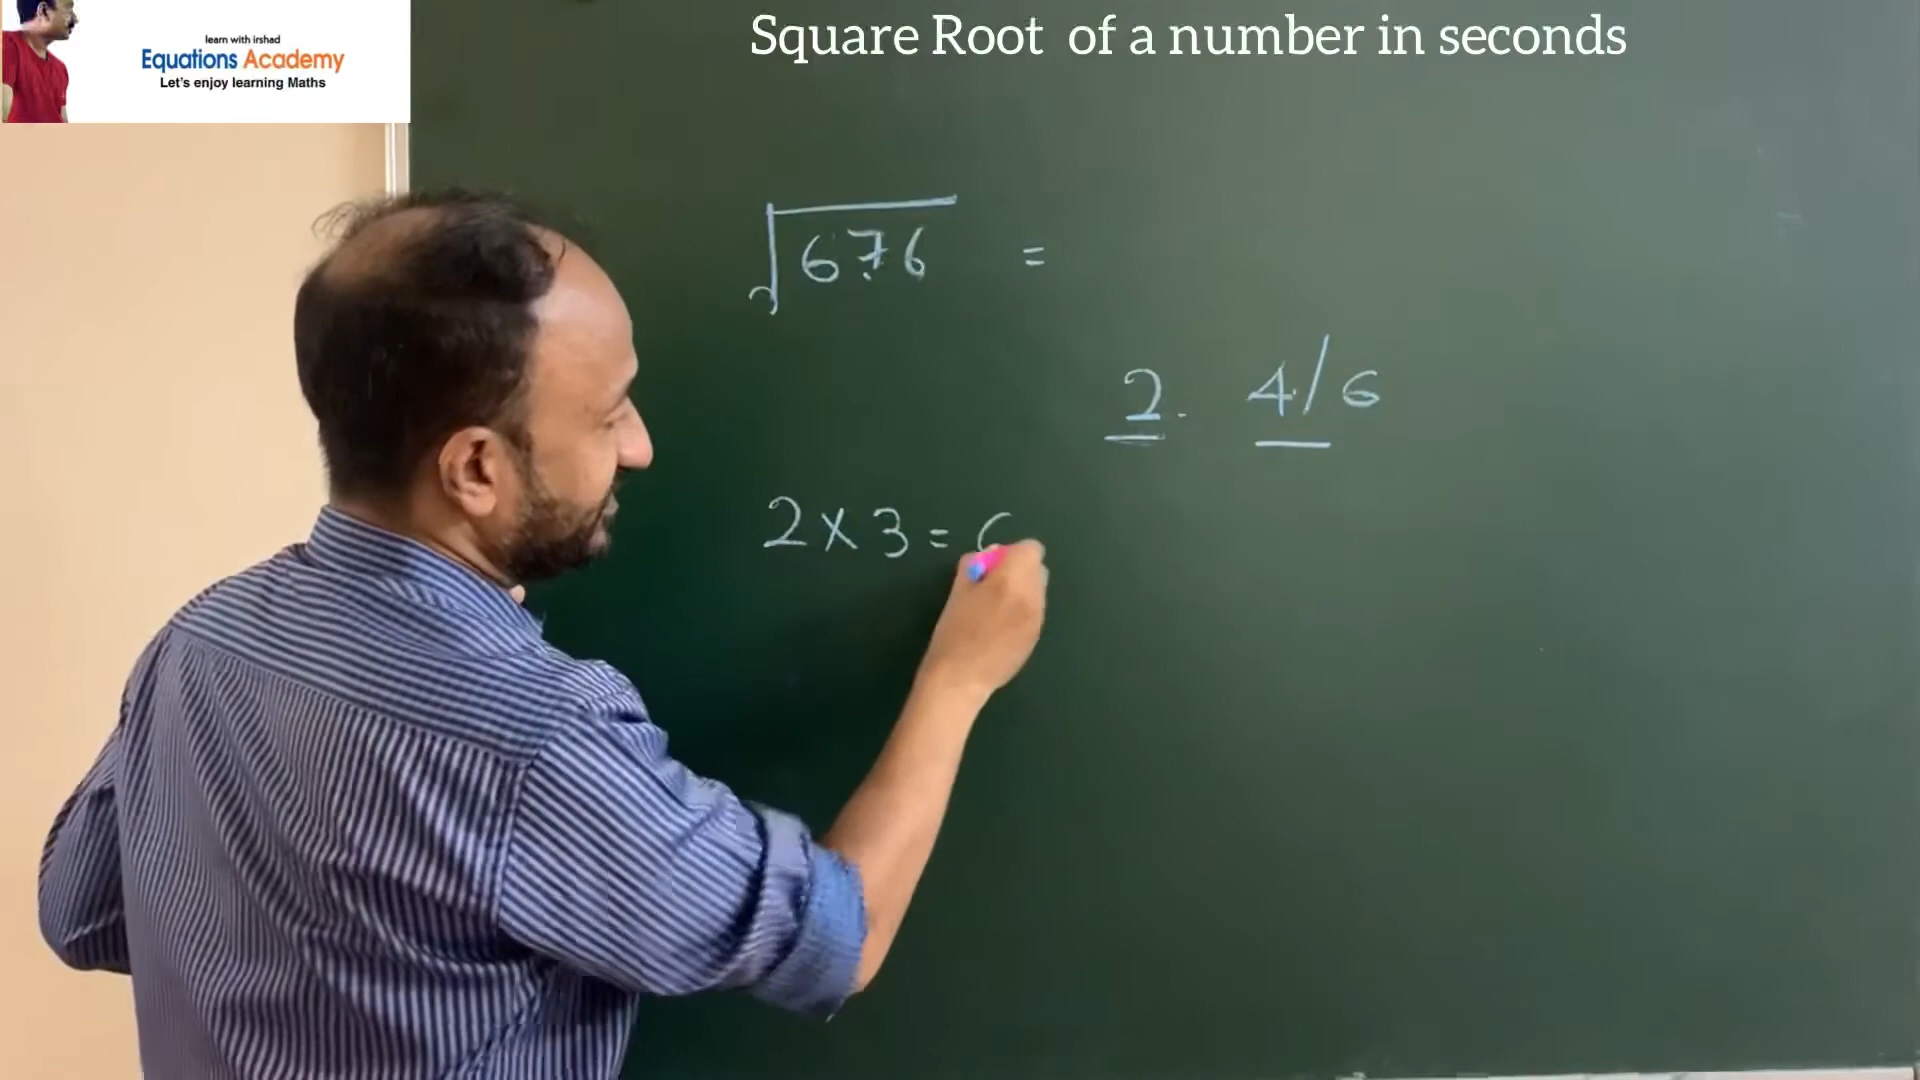 learn with irshad
Equations Academy
Let's enjoy learning Maths
Square Root of a number in seconds
√676 =
2. 4/6
2 x 3 = 6